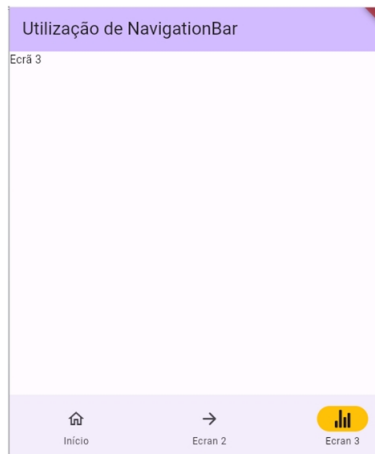 Utilização de NavigationBar
Ecrã 3
Início
Ecran 2
Ecran 3